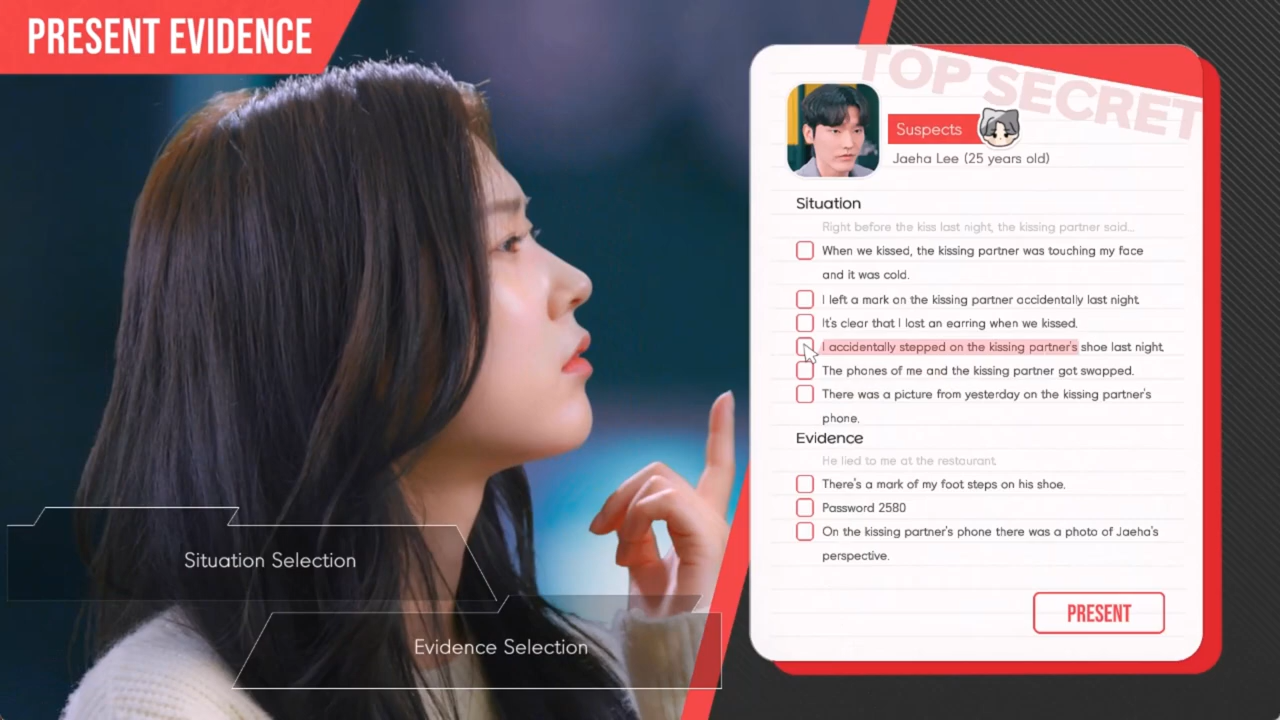 PRESENT EVIDENCE
TOP SECRET
Suspects
Jaeha Lee (25 years old)
Situation
Right before the kiss last night, the kissing partner said...
When we kissed, the kissing partner was touching my face
and it was cold.
I left a mark on the kissing partner accidentally last night.
It's clear that I lost an earring when we kissed.
I accidentally stepped on the kissing partner's shoe last night.
The phones of me and the kissing partner got swapped.
There was a picture from yesterday on the kissing partner's
phone.
Evidence
He lied to me at the restaurant.
There's a mark of my foot steps on his shoe.
Password 2580
On the kissing partner's phone there was a photo of Jaeha's
perspective.
PRESENT
Situation Selection
Evidence Selection